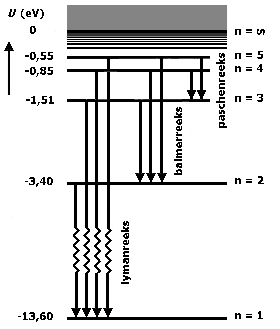 U (eV)
0 n = ∽
-0,55 n = 5
-0,85 n = 4
-1,51 n = 3
paschenreeks
balmerreeks
-3,40 n = 2
lymanreeks
-13,60 n = 1